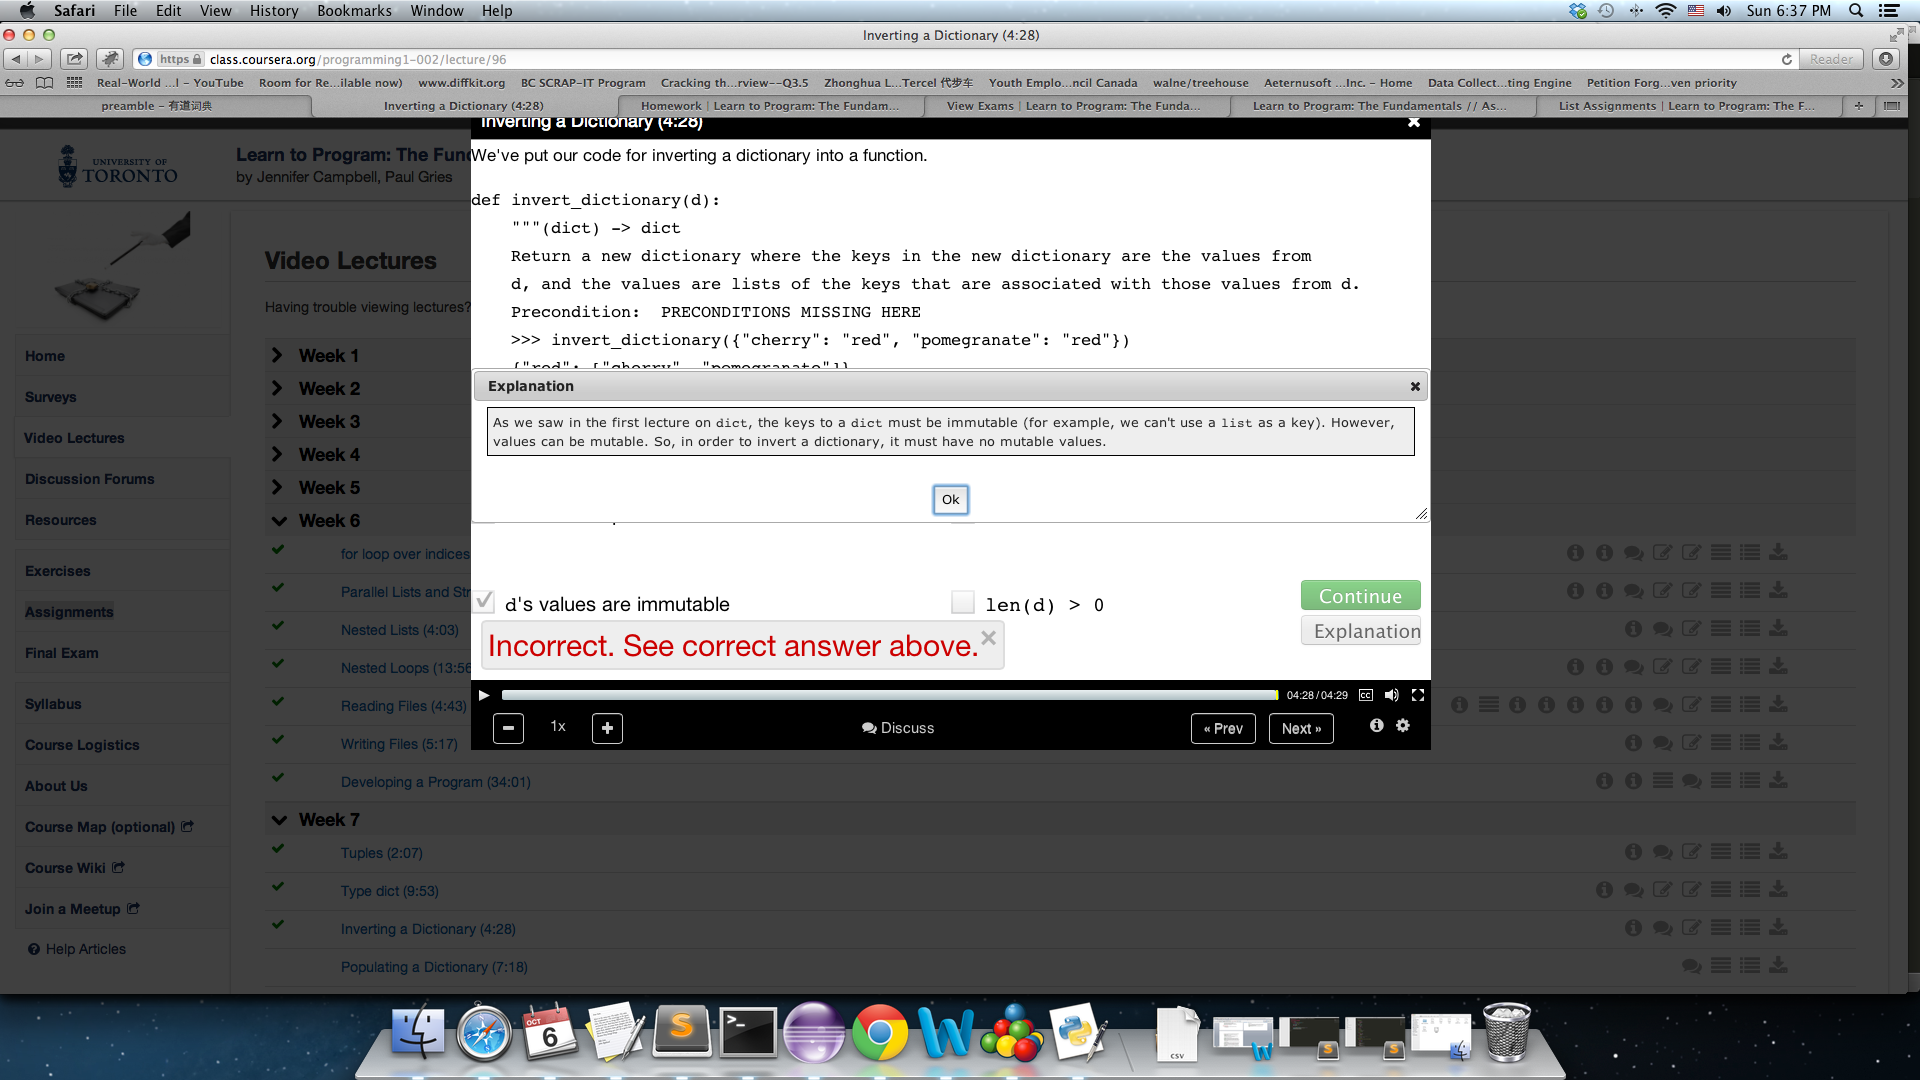 Safari File Edit View History Bookmarks Window Help Sun 6:37 PM
Inverting a Dictionary (4:28)
https class.coursera.org/programming1-002/lecture/96 Reader
Real-World ...l - YouTube Room for Re...ilable now) www.diffkit.org BC SCRAP-IT Program Cracking th...rview--Q3.5 Zhonghua L...Tercel 代步车 Youth Emplo...ncil Canada walne/treehouse Aeternusoft ...Inc. - Home Data Collect...ting Engine Petition Forg...ven priority
preamble - 有道词典 Inverting a Dictionary (4:28) Homework | Learn to Program: The Fundam... View Exams | Learn to Program: The Funda... Learn to Program: The Fundamentals // As... List Assignments | Learn to Program: The F...
Inverting a Dictionary (4:28)
UNIVERSITY OF
TORONTO
Learn to Program: The Fund
by Jennifer Campbell, Paul Gries
We've put our code for inverting a dictionary into a function.
def invert_dictionary(d):
"""(dict) -> dict
Return a new dictionary where the keys in the new dictionary are the values from
d, and the values are lists of the keys that are associated with those values from d.
Precondition: PRECONDITIONS MISSING HERE
>>> invert_dictionary({"cherry": "red", "pomegranate": "red"})
{"red": ["cherry", "pomegranate"]}
Explanation
As we saw in the first lecture on dict, the keys to a dict must be immutable (for example, we can't use a list as a key). However,
values can be mutable. So, in order to invert a dictionary, it must have no mutable values.
Ok
d's values are immutable
len(d) > 0
Continue
Explanation
Incorrect. See correct answer above.
04:28/04:29 CC
1x
Discuss
« Prev
Next »
Home
Surveys
Video Lectures
Discussion Forums
Resources
Exercises
Assignments
Final Exam
Syllabus
Course Logistics
About Us
Course Map (optional)
Course Wiki
Join a Meetup
Help Articles
Video Lectures
Having trouble viewing lectures?
Week 1
Week 2
Week 3
Week 4
Week 5
Week 6
for loop over indices
Parallel Lists and Str
Nested Lists (4:03)
Nested Loops (13:56
Reading Files (4:43)
Writing Files (5:17)
Developing a Program (34:01)
Week 7
Tuples (2:07)
Type dict (9:53)
Inverting a Dictionary (4:28)
Populating a Dictionary (7:18)
OCT
6
CSV